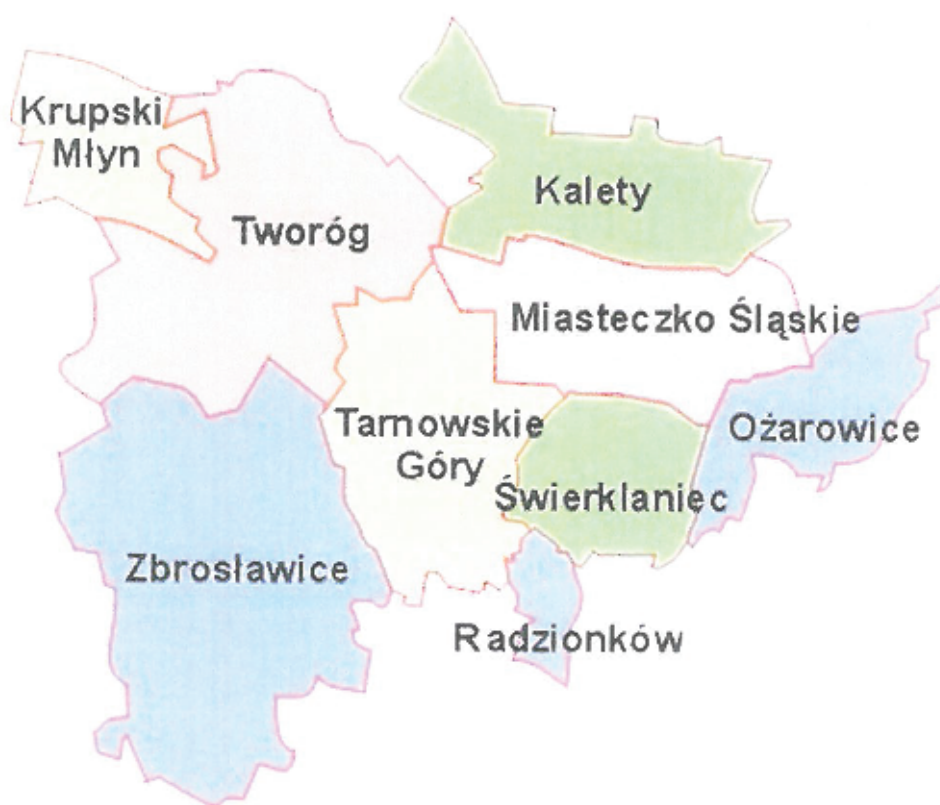 Krupski
Młyn
Kalety
Tworóg
Miasteczko Śląskie
Tarnowskie
Góry
Ożarowice
Świerklaniec
Zbrosławice
Radzionków